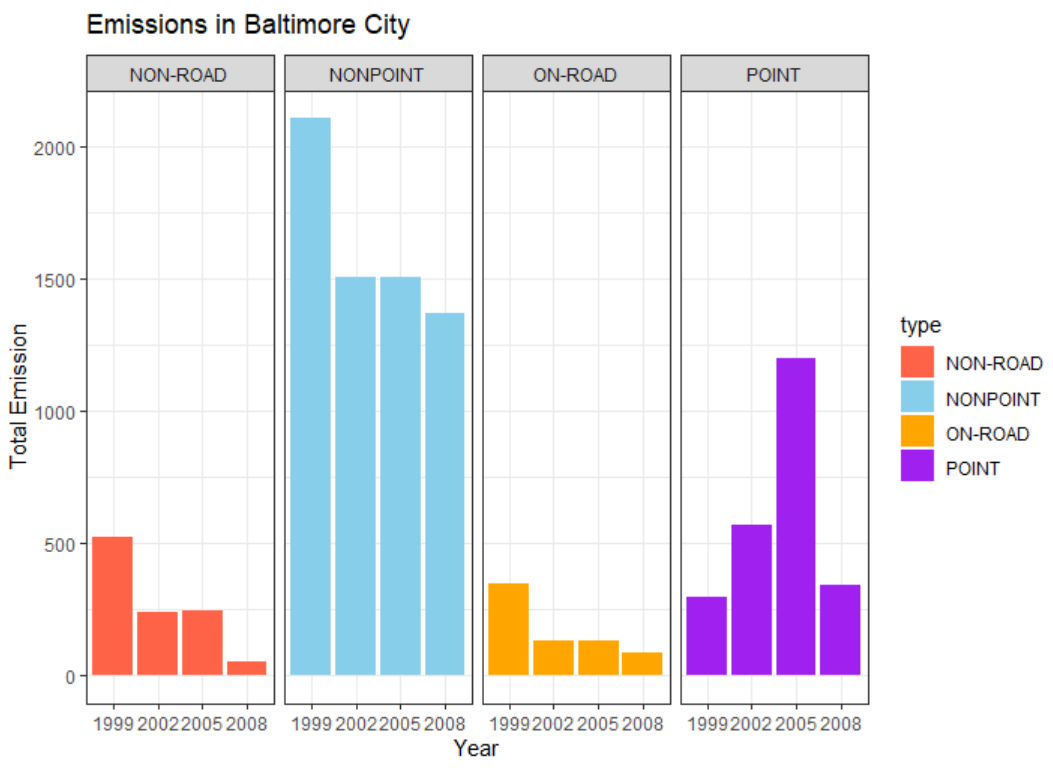 Emissions in Baltimore City
NON-ROAD NONPOINT ON-ROAD POINT
2000
1500
1000
500
0
Total Emission
1999 2002 2005 2008 1999 2002 2005 2008 1999 2002 2005 2008 1999 2002 2005 2008
Year
type
NON-ROAD
NONPOINT
ON-ROAD
POINT